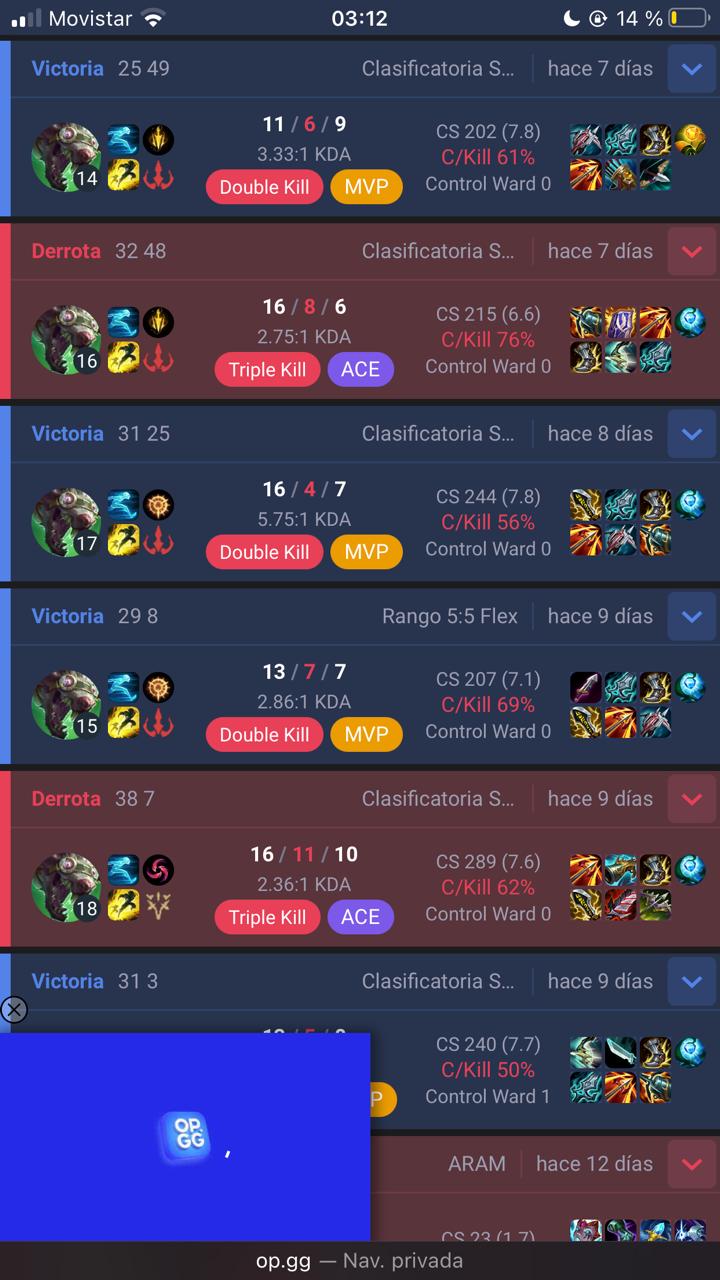 Movistar 03:12 14 %
Victoria 25 49 Clasificatoria S... hace 7 días
11 / 6 / 9 CS 202 (7.8)
3.33:1 KDA C/Kill 61%
14 Double Kill MVP Control Ward 0
Derrota 32 48 Clasificatoria S... hace 7 días
16 / 8 / 6 CS 215 (6.6)
2.75:1 KDA C/Kill 76%
16 Triple Kill ACE Control Ward 0
Victoria 31 25 Clasificatoria S... hace 8 días
16 / 4 / 7 CS 244 (7.8)
5.75:1 KDA C/Kill 56%
17 Double Kill MVP Control Ward 0
Victoria 29 8 Rango 5:5 Flex hace 9 días
13 / 7 / 7 CS 207 (7.1)
2.86:1 KDA C/Kill 69%
15 Double Kill MVP Control Ward 0
Derrota 38 7 Clasificatoria S... hace 9 días
16 / 11 / 10 CS 289 (7.6)
2.36:1 KDA C/Kill 62%
18 Triple Kill ACE Control Ward 0
Victoria 31 3 Clasificatoria S... hace 9 días
CS 240 (7.7)
C/Kill 50%
P Control Ward 1
OP.
GG ,
ARAM hace 12 días
CS 23 (1.7)
op.gg — Nav. privada